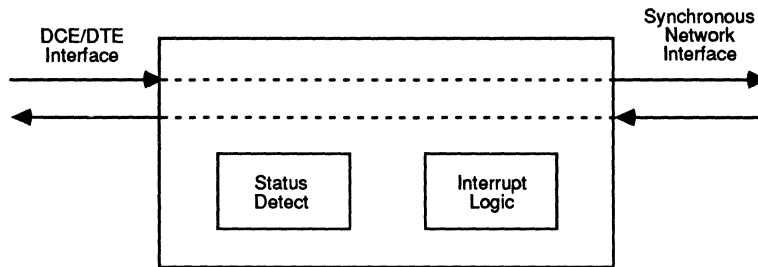 DCE/DTE
Interface
Synchronous
Network
Interface
Status
Detect
Interrupt
Logic